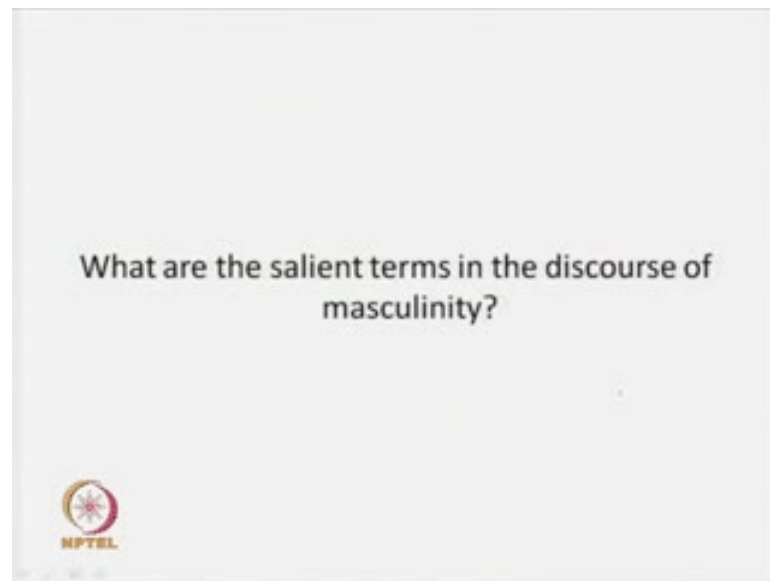 What are the salient terms in the discourse of
masculinity?
NPTEL